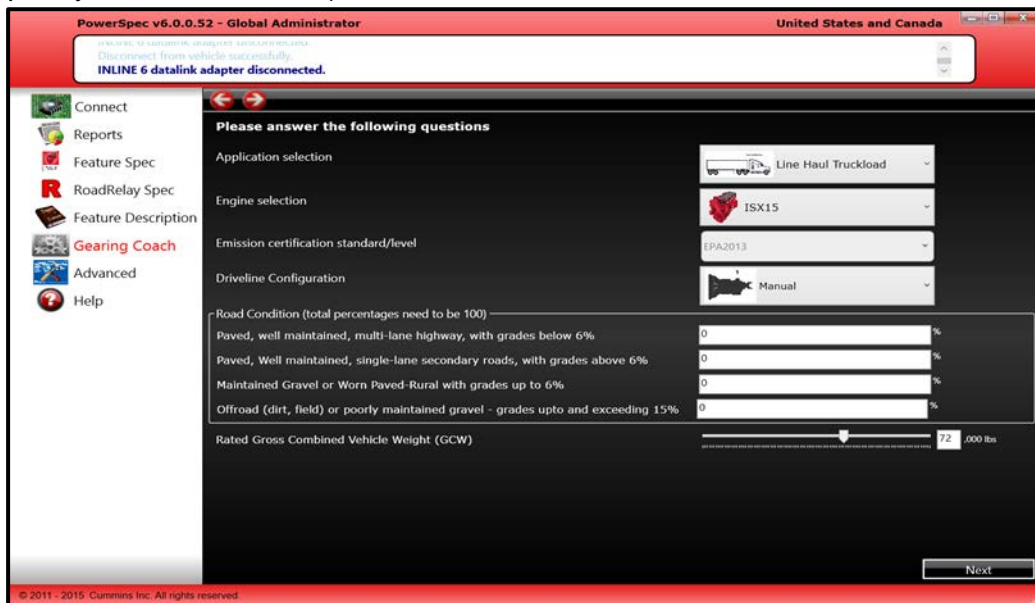 PowerSpec v6.0.0.52 - Global Administrator
United States and Canada
Disconnect from vehicle successfully.
INLINE 6 datalink adapter disconnected.
Connect
Reports
Feature Spec
RoadRelay Spec
Feature Description
Gearing Coach
Advanced
Help
Please answer the following questions
Application selection
Line Haul Truckload
Engine selection
ISX15
Emission certification standard/level
EPA2013
Driveline Configuration
Manual
Road Condition (total percentages need to be 100)
Paved, well maintained, multi-lane highway, with grades below 6%
0 %
Paved, Well maintained, single-lane secondary roads, with grades above 6%
0 %
Maintained Gravel or Worn Paved-Rural with grades up to 6%
0 %
Offroad (dirt, field) or poorly maintained gravel - grades upto and exceeding 15%
0 %
Rated Gross Combined Vehicle Weight (GCW)
72 ,000 lbs
Next
© 2011 - 2015 Cummins Inc. All rights reserved.